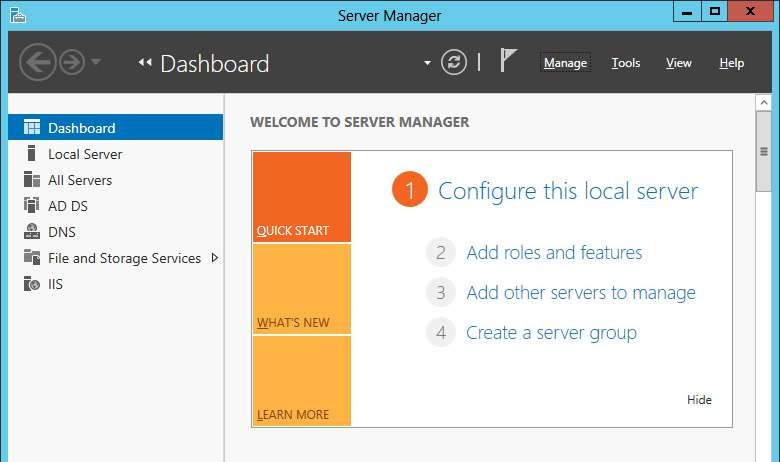 Server Manager
Dashboard
Manage Tools View Help
Dashboard
Local Server
All Servers
AD DS
DNS
File and Storage Services
IIS
WELCOME TO SERVER MANAGER
QUICK START
WHAT'S NEW
LEARN MORE
1 Configure this local server
2 Add roles and features
3 Add other servers to manage
4 Create a server group
Hide